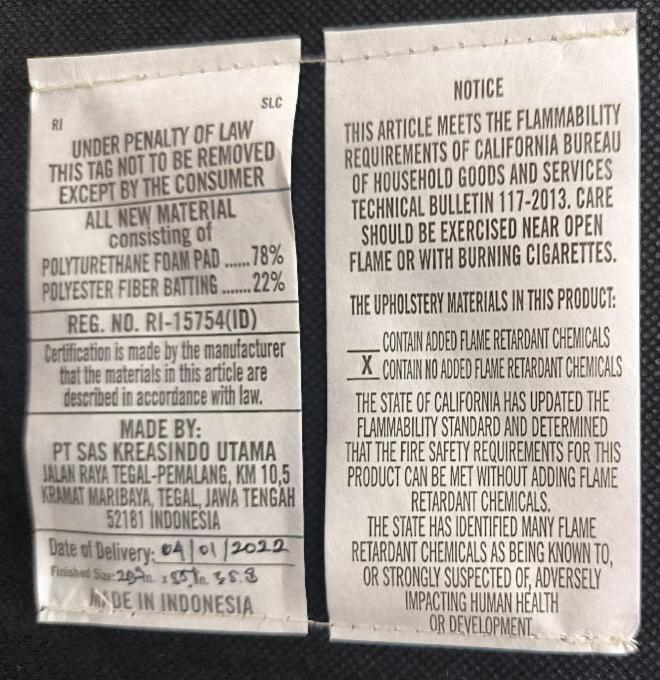 RI SLC
UNDER PENALTY OF LAW
THIS TAG NOT TO BE REMOVED
EXCEPT BY THE CONSUMER
ALL NEW MATERIAL
consisting of
POLYTURETHANE FOAM PAD ......78%
POLYESTER FIBER BATTING .......22%
REG. NO. RI-15754(ID)
Certification is made by the manufacturer
that the materials in this article are
described in accordance with law.
MADE BY:
PT SAS KREASINDO UTAMA
JALAN RAYA TEGAL-PEMALANG, KM 10,5
KRAMAT MARIBAYA, TEGAL, JAWA TENGAH
52181 INDONESIA
Date of Delivery: 04/01/2022
Finished Size:
MADE IN INDONESIA
NOTICE
THIS ARTICLE MEETS THE FLAMMABILITY
REQUIREMENTS OF CALIFORNIA BUREAU
OF HOUSEHOLD GOODS AND SERVICES
TECHNICAL BULLETIN 117-2013. CARE
SHOULD BE EXERCISED NEAR OPEN
FLAME OR WITH BURNING CIGARETTES.
THE UPHOLSTERY MATERIALS IN THIS PRODUCT:
____ CONTAIN ADDED FLAME RETARDANT CHEMICALS
X CONTAIN NO ADDED FLAME RETARDANT CHEMICALS
THE STATE OF CALIFORNIA HAS UPDATED THE
FLAMMABILITY STANDARD AND DETERMINED
THAT THE FIRE SAFETY REQUIREMENTS FOR THIS
PRODUCT CAN BE MET WITHOUT ADDING FLAME
RETARDANT CHEMICALS.
THE STATE HAS IDENTIFIED MANY FLAME
RETARDANT CHEMICALS AS BEING KNOWN TO,
OR STRONGLY SUSPECTED OF, ADVERSELY
IMPACTING HUMAN HEALTH
OR DEVELOPMENT.